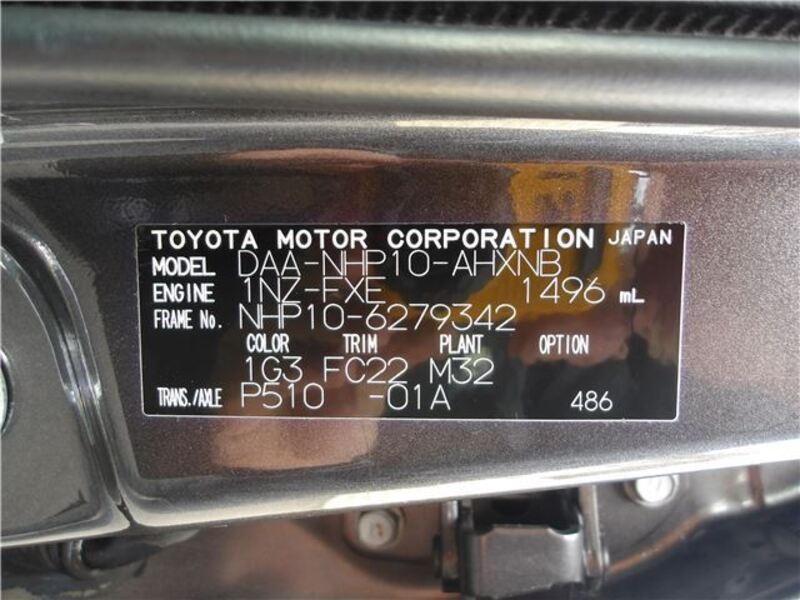 TOYOTA MOTOR CORPORATION JAPAN
MODEL DAA-NHP10-AHXNB
ENGINE 1NZ-FXE 1496 mL
FRAME No. NHP10-6279342
COLOR TRIM PLANT OPTION
1G3 FC22 M32
TRANS./AXLE P510 -01A 486